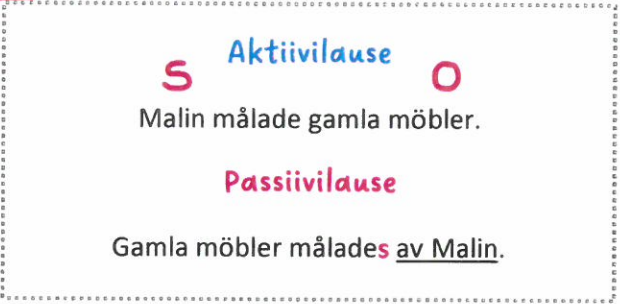 Aktiivilause
S O
Malin målade gamla möbler.
Passiivilause
Gamla möbler målades av Malin.